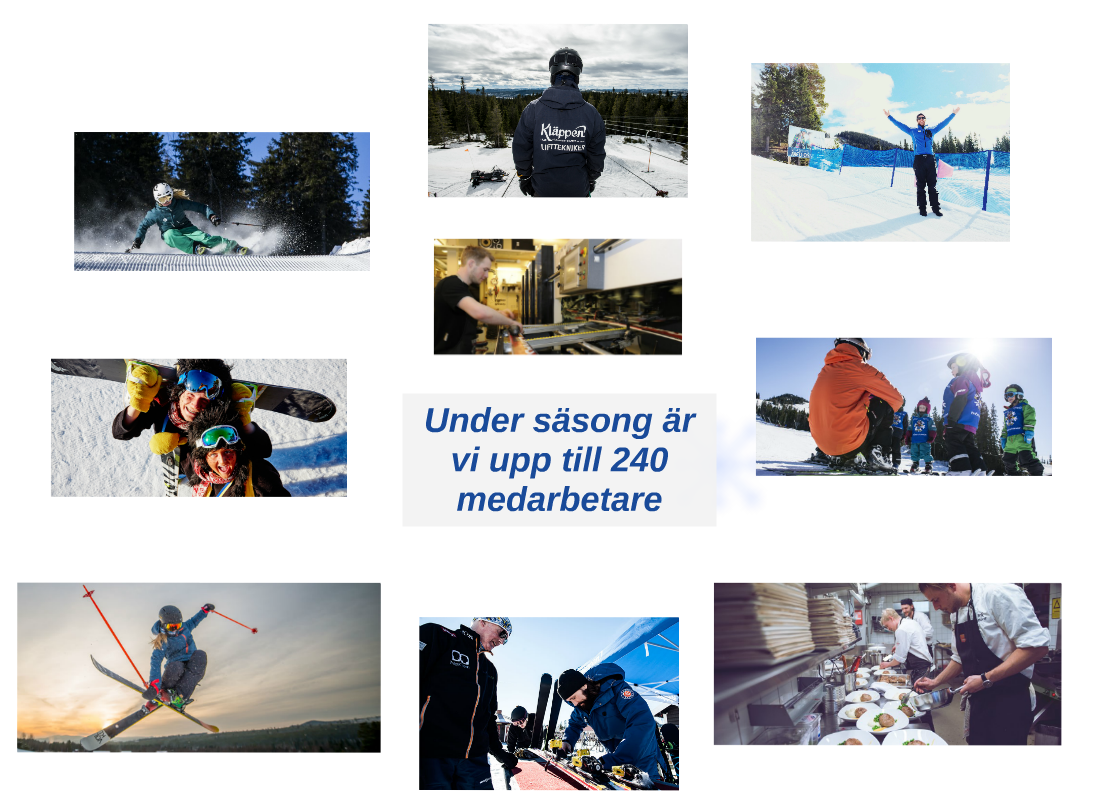 Kläppen
LIFTTEKNIKER
Under säsong är
vi upp till 240
medarbetare